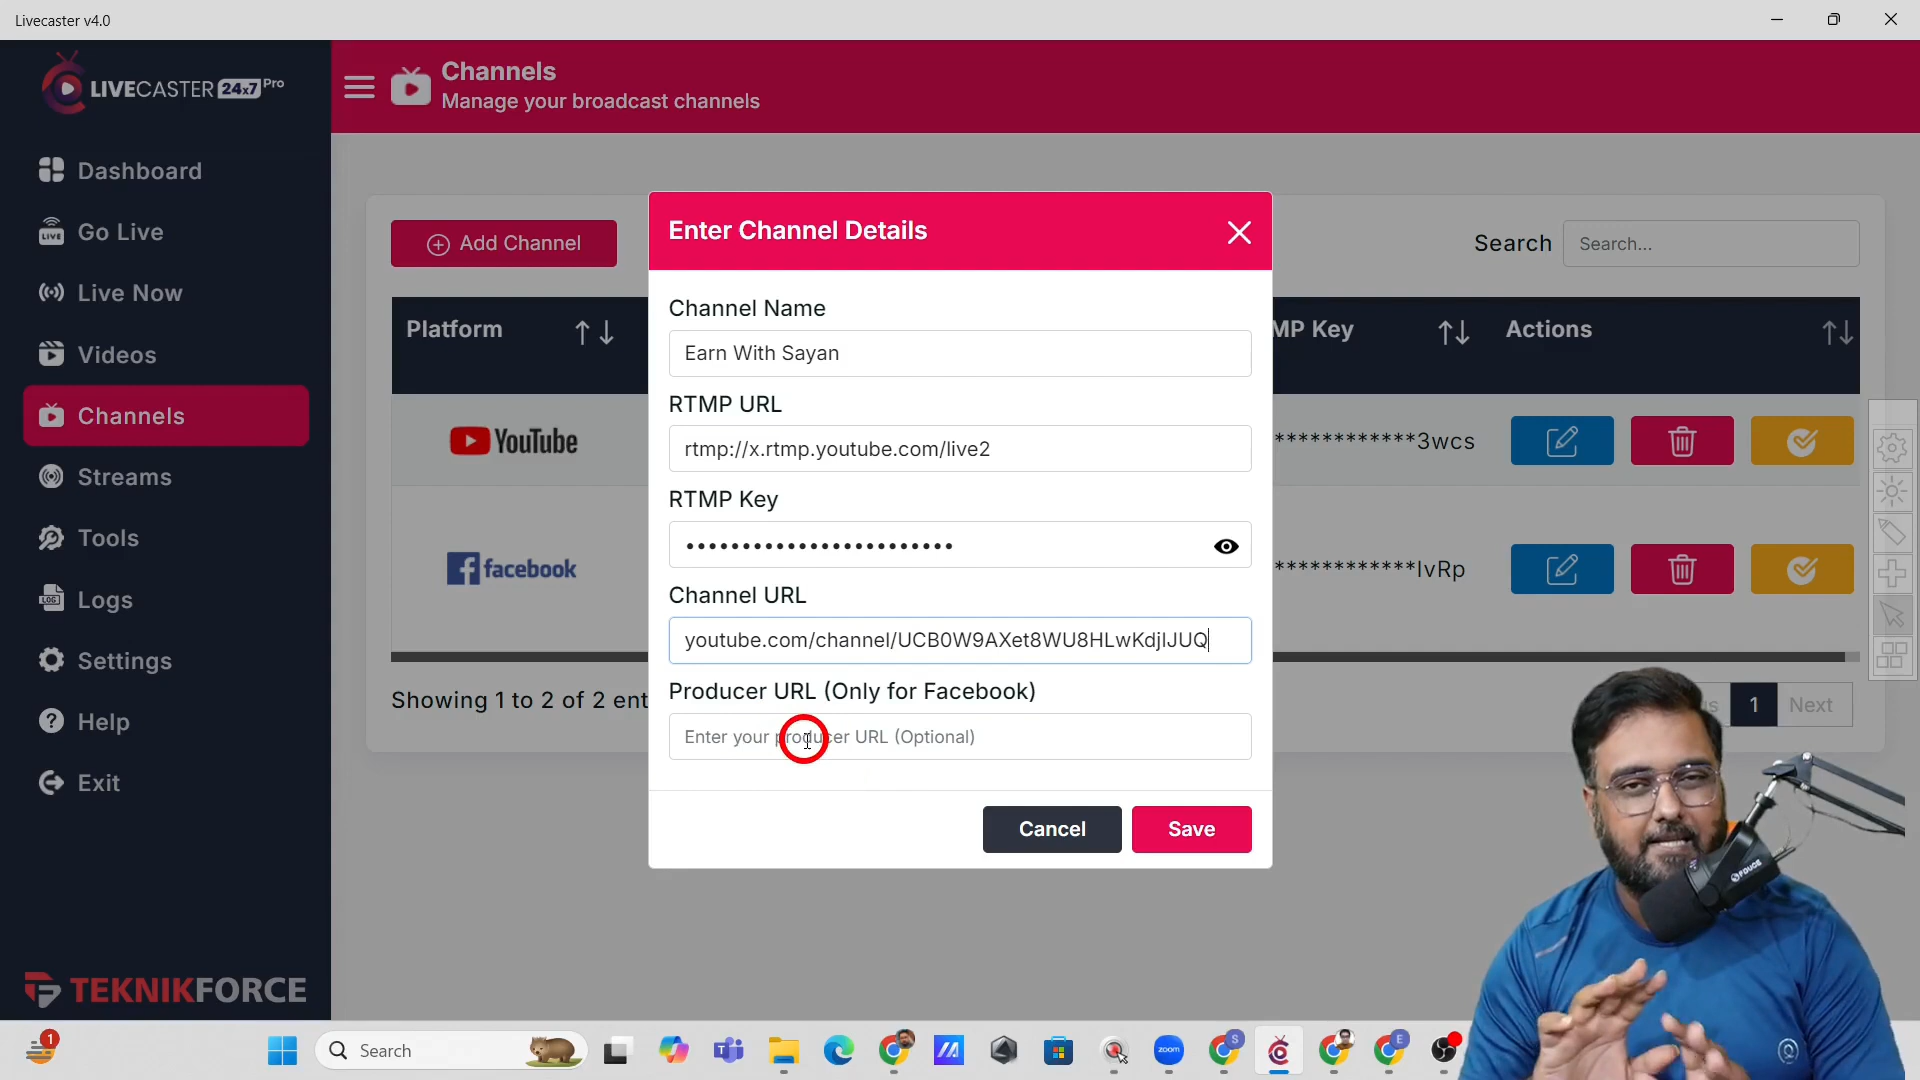 Livecaster v4.0
LIVECASTER 24x7 Pro
Channels
Manage your broadcast channels
Dashboard
Go Live
Live Now
Videos
Channels
Streams
Tools
Logs
Settings
Help
Exit
TEKNIKFORCE
Add Channel
Search
Search...
Platform
MP Key
Actions
YouTube
************3wcs
facebook
************lvRp
Showing 1 to 2 of 2 ent
1
Next
Enter Channel Details
Channel Name
Earn With Sayan
RTMP URL
rtmp://x.rtmp.youtube.com/live2
RTMP Key
Channel URL
youtube.com/channel/UCB0W9AXet8WU8HLwKdjIJUQ
Producer URL (Only for Facebook)
Enter your producer URL (Optional)
Cancel
Save
FDUCE
1
Search
zoom
S
E